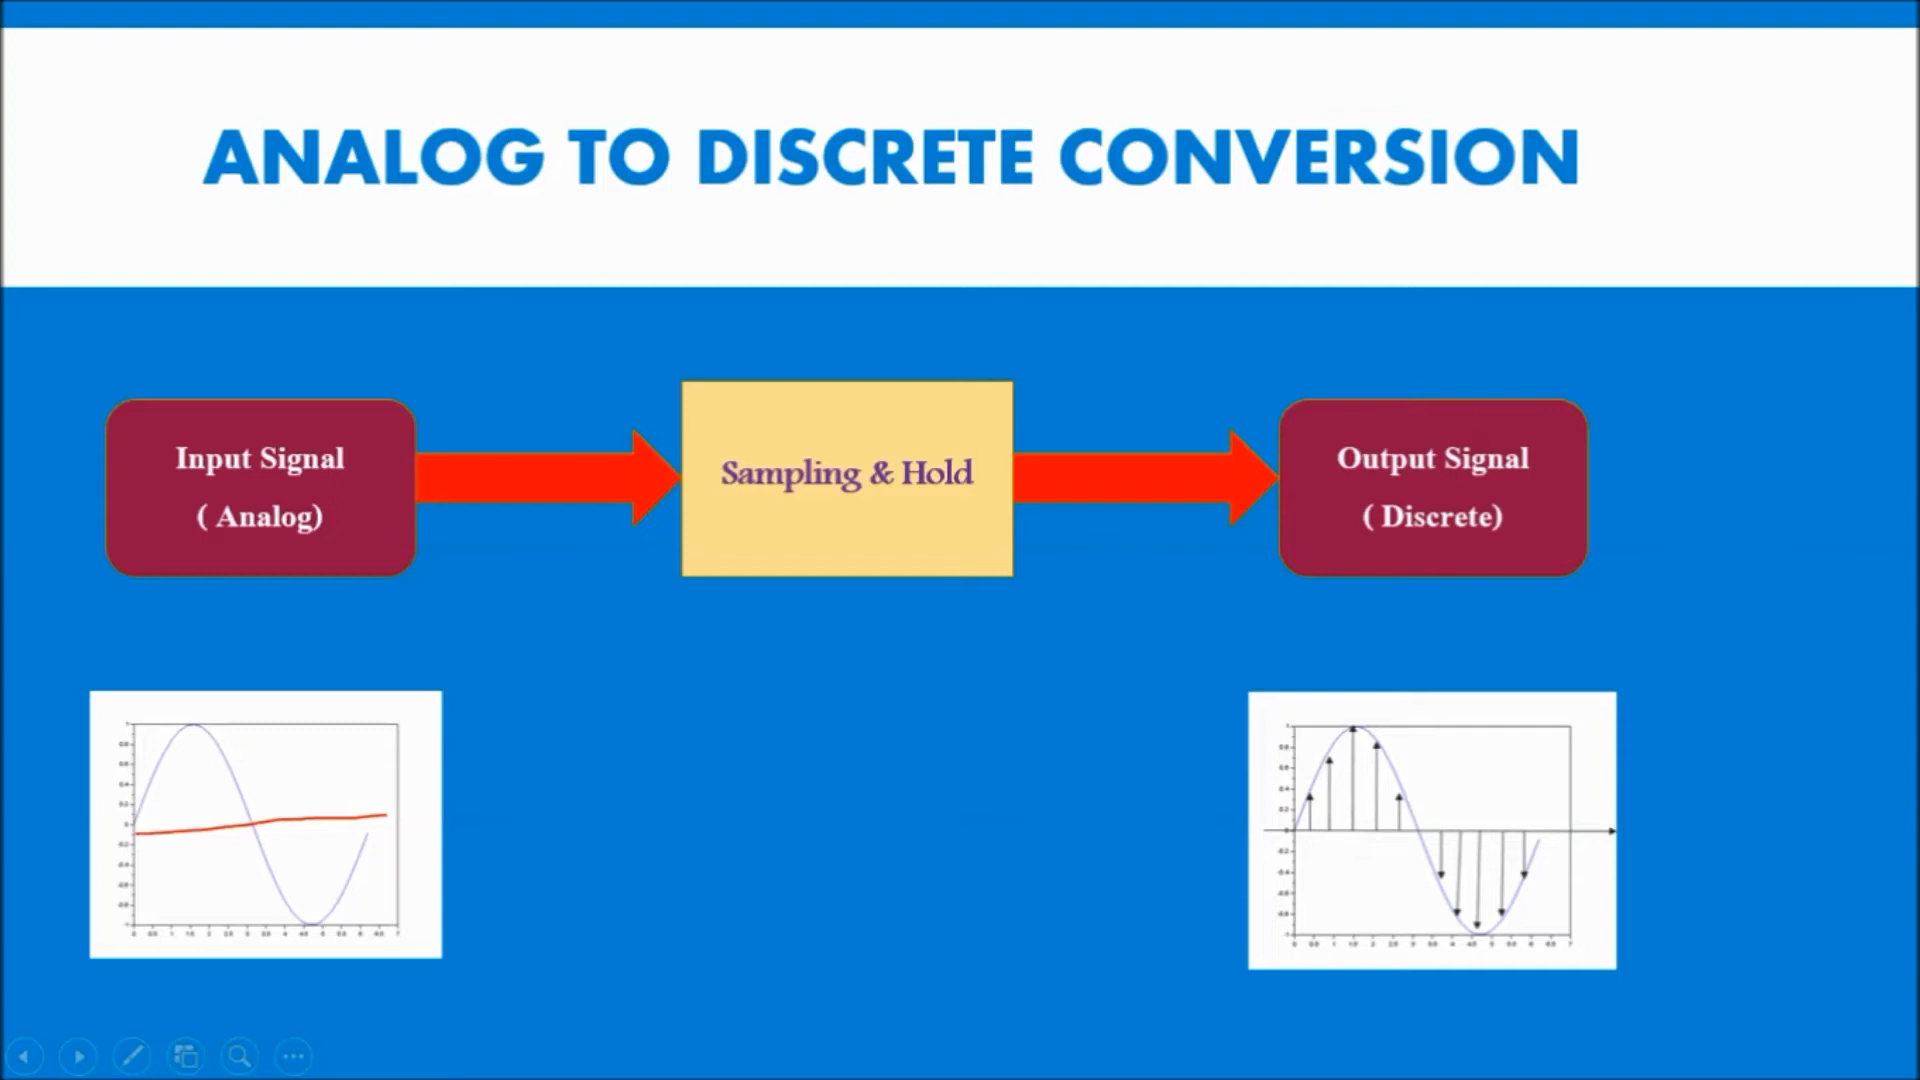 ANALOG TO DISCRETE CONVERSION
Input Signal
( Analog)
Sampling & Hold
Output Signal
( Discrete)